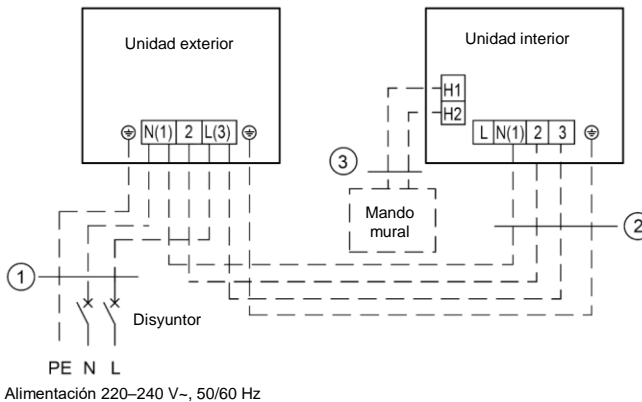 Unidad exterior
Unidad interior
H1
H2
N(1) 2 L(3)
L N(1) 2 3
3
Mando
mural
2
1
Disyuntor
PE N L
Alimentación 220–240 V~, 50/60 Hz